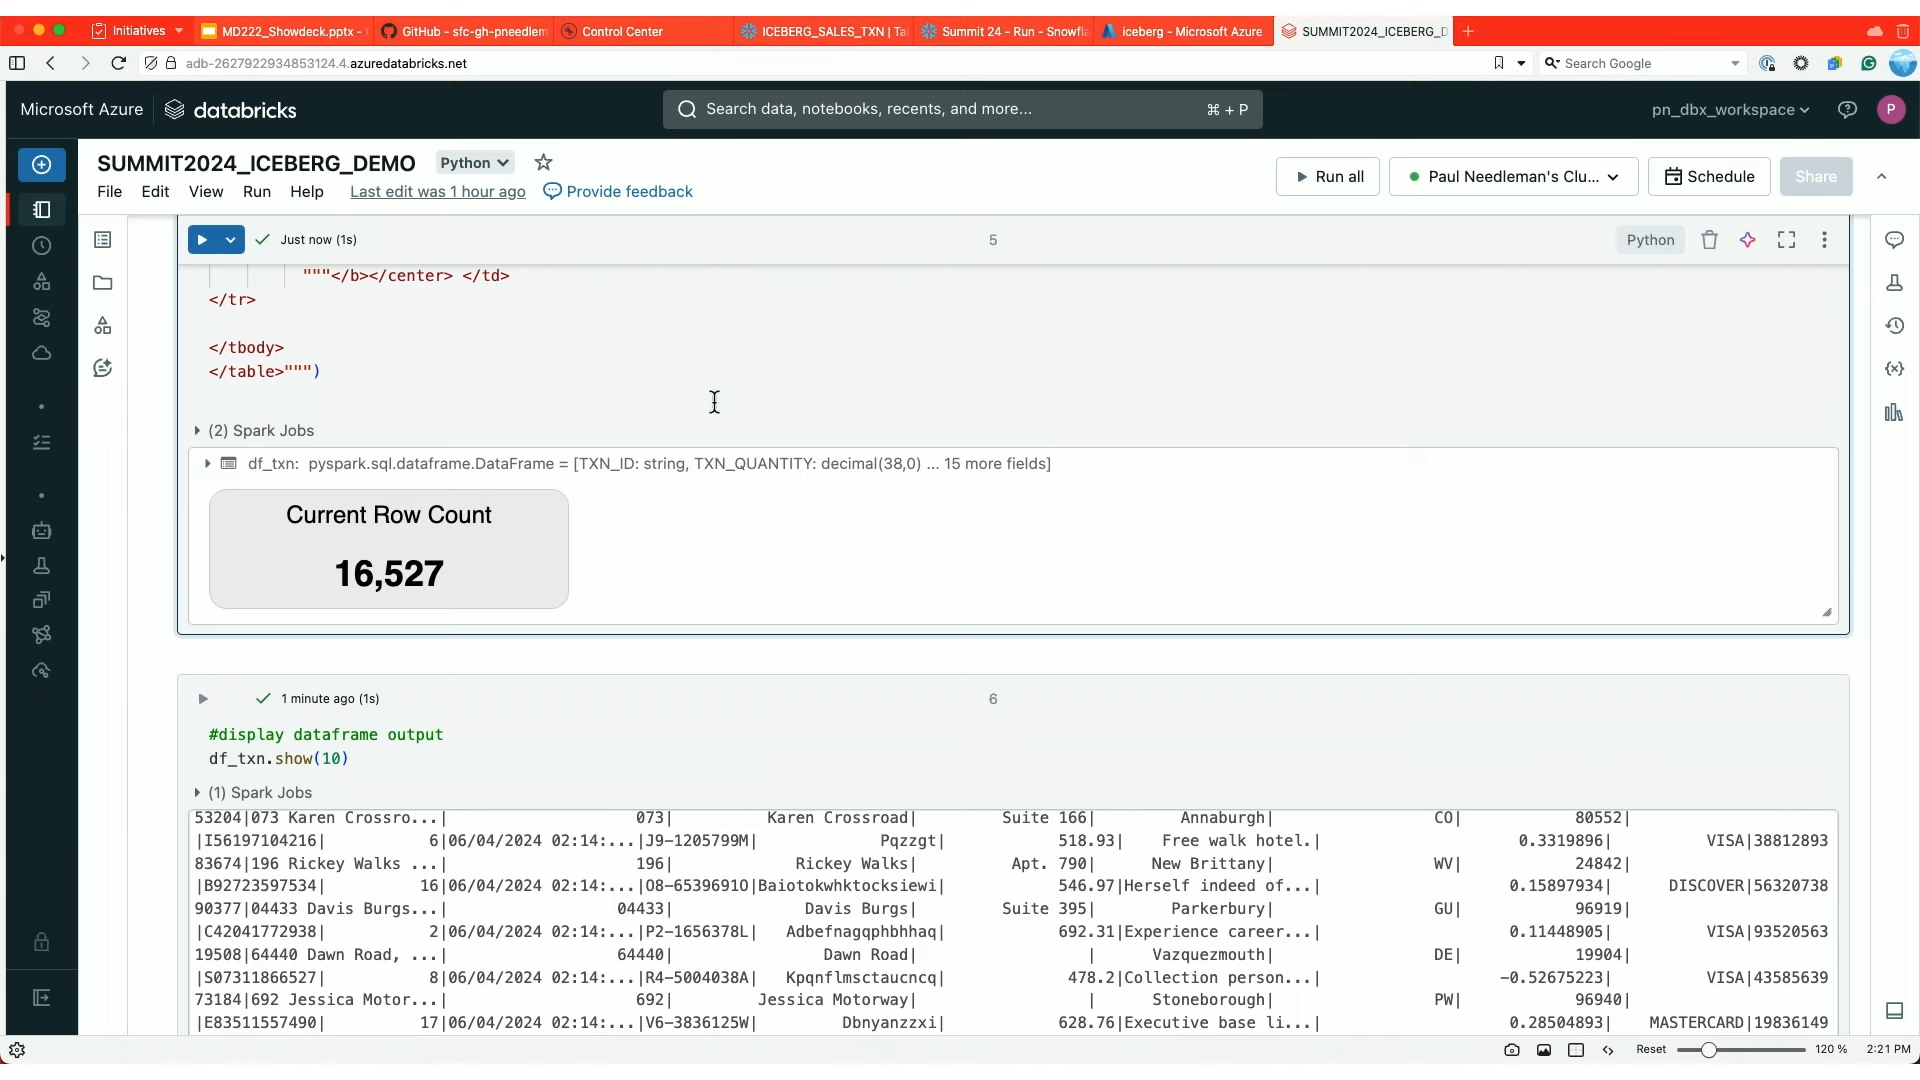 Initiatives
MD222_Showdeck.pptx -
GitHub - sfc-gh-pneedlem
Control Center
ICEBERG_SALES_TXN | Ta
Summit 24 - Run - Snowfla
iceberg - Microsoft Azure
SUMMIT2024_ICEBERG_D
adb-2627922934853124.4.azuredatabricks.net
Search Google
Microsoft Azure
databricks
Search data, notebooks, recents, and more...
⌘ + P
pn_dbx_workspace
P
SUMMIT2024_ICEBERG_DEMO
Python
File Edit View Run Help
Last edit was 1 hour ago
Provide feedback
Run all
Paul Needleman's Clu...
Schedule
Share
Just now (1s)
5
Python
"""</b></center> </td>
</tr>
</tbody>
</table>""")
(2) Spark Jobs
df_txn: pyspark.sql.dataframe.DataFrame = [TXN_ID: string, TXN_QUANTITY: decimal(38,0) ... 15 more fields]
Current Row Count
16,527
1 minute ago (1s)
6
#display dataframe output
df_txn.show(10)
(1) Spark Jobs
53204|073 Karen Crossro...| 073| Karen Crossroad| Suite 166| Annaburgh| CO| 80552|
|I56197104216| 6|06/04/2024 02:14:...|J9-1205799M| Pqzzgt| 518.93| Free walk hotel.| 0.3319896| VISA|38812893
83674|196 Rickey Walks ...| 196| Rickey Walks| Apt. 790| New Brittany| WV| 24842|
|B92723597534| 16|06/04/2024 02:14:...|O8-6539691O|Baiotokwhktocksiewi| 546.97|Herself indeed of...| 0.15897934| DISCOVER|56320738
90377|04433 Davis Burgs...| 04433| Davis Burgs| Suite 395| Parkerbury| GU| 96919|
|C42041772938| 2|06/04/2024 02:14:...|P2-1656378L| Adbefnagqphbhhaq| 692.31|Experience career...| 0.11448905| VISA|93520563
19508|64440 Dawn Road, ...| 64440| Dawn Road| | Vazquezmouth| DE| 19904|
|S07311866527| 8|06/04/2024 02:14:...|R4-5004038A| Kpqnflmsctaucncq| 478.2|Collection person...| -0.52675223| VISA|43585639
73184|692 Jessica Motor...| 692| Jessica Motorway| | Stoneborough| PW| 96940|
|E83511557490| 17|06/04/2024 02:14:...|V6-3836125W| Dbnyanzzxi| 628.76|Executive base li...| 0.28504893| MASTERCARD|19836149
Reset
120 %
2:21 PM